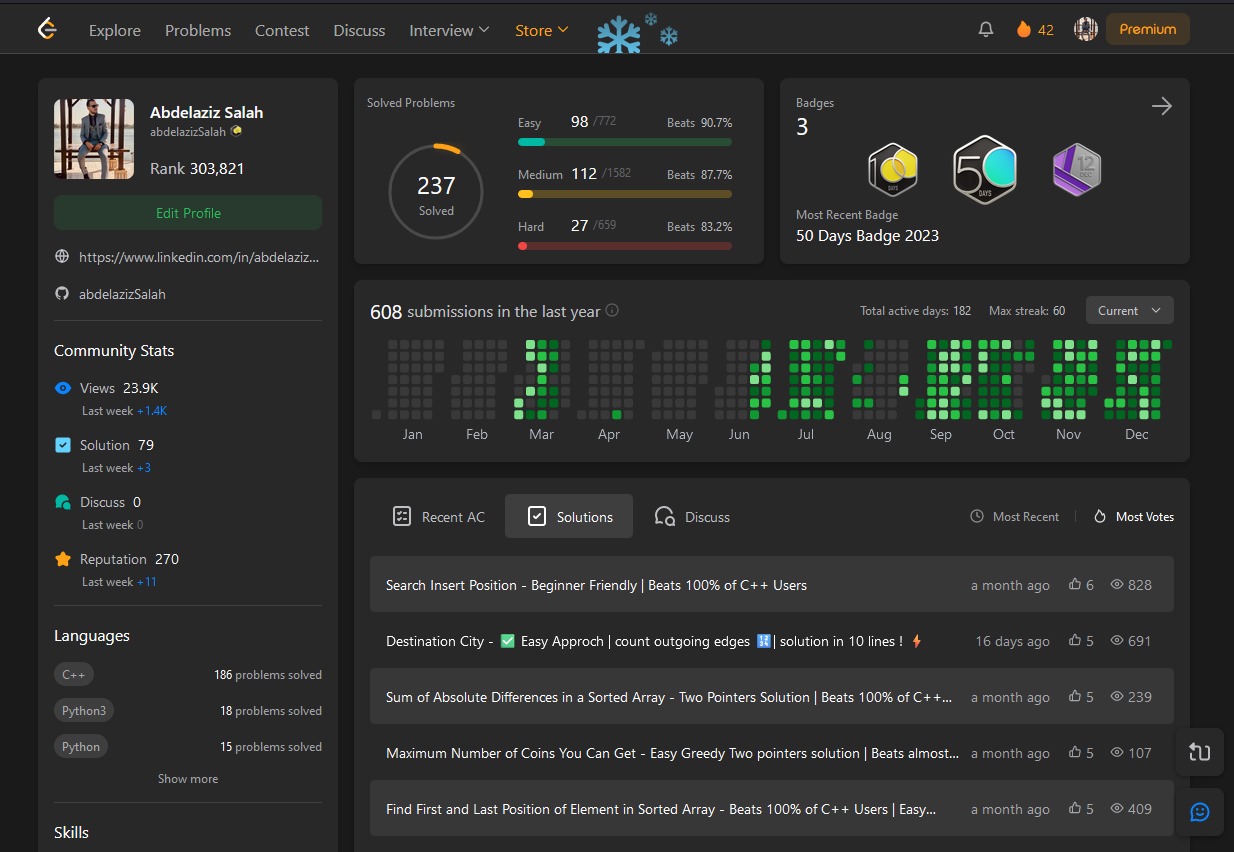 Explore Problems Contest Discuss Interview Store 42 Premium
Abdelaziz Salah
abdelazizSalah
Rank 303,821
Edit Profile
https://www.linkedin.com/in/abdelaziz...
abdelazizSalah
Community Stats
Views 23.9K
Last week +1.4K
Solution 79
Last week +3
Discuss 0
Last week 0
Reputation 270
Last week +11
Languages
C++ 186 problems solved
Python3 18 problems solved
Python 15 problems solved
Show more
Skills
Solved Problems
237
Solved
Easy 98 /772 Beats 90.7%
Medium 112 /1582 Beats 87.7%
Hard 27 /659 Beats 83.2%
Badges
3
50 DAYS
12 DEC
Most Recent Badge
50 Days Badge 2023
608 submissions in the last year Total active days: 182 Max streak: 60 Current
Jan Feb Mar Apr May Jun Jul Aug Sep Oct Nov Dec
Recent AC Solutions Discuss Most Recent Most Votes
Search Insert Position - Beginner Friendly | Beats 100% of C++ Users a month ago 6 828
Destination City - ✅ Easy Approch | count outgoing edges 🔢| solution in 10 lines ! ⚡ 16 days ago 5 691
Sum of Absolute Differences in a Sorted Array - Two Pointers Solution | Beats 100% of C++... a month ago 5 239
Maximum Number of Coins You Can Get - Easy Greedy Two pointers solution | Beats almost... a month ago 5 107
Find First and Last Position of Element in Sorted Array - Beats 100% of C++ Users | Easy... a month ago 5 409